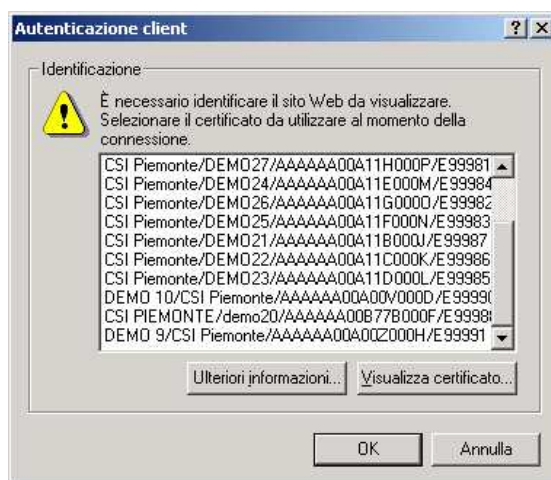 Autenticazione client
Identificazione
È necessario identificare il sito Web da visualizzare.
Selezionare il certificato da utilizzare al momento della
connessione.
CSI Piemonte/DEMO27/AAAAAA00A11H000P/E99981
CSI Piemonte/DEMO24/AAAAAA00A11E000M/E99984
CSI Piemonte/DEMO26/AAAAAA00A11G000O/E99982
CSI Piemonte/DEMO25/AAAAAA00A11F000N/E99983
CSI Piemonte/DEMO21/AAAAAA00A11B000J/E99987
CSI Piemonte/DEMO22/AAAAAA00A11C000K/E99986
CSI Piemonte/DEMO23/AAAAAA00A11D000L/E99985
DEMO 10/CSI Piemonte/AAAAAA00A00V000D/E9999
CSI PIEMONTE/demo20/AAAAAA00B77B000F/E9998
DEMO 9/CSI Piemonte/AAAAAA00A00Z000H/E99991
Ulteriori informazioni... Visualizza certificato...
OK Annulla